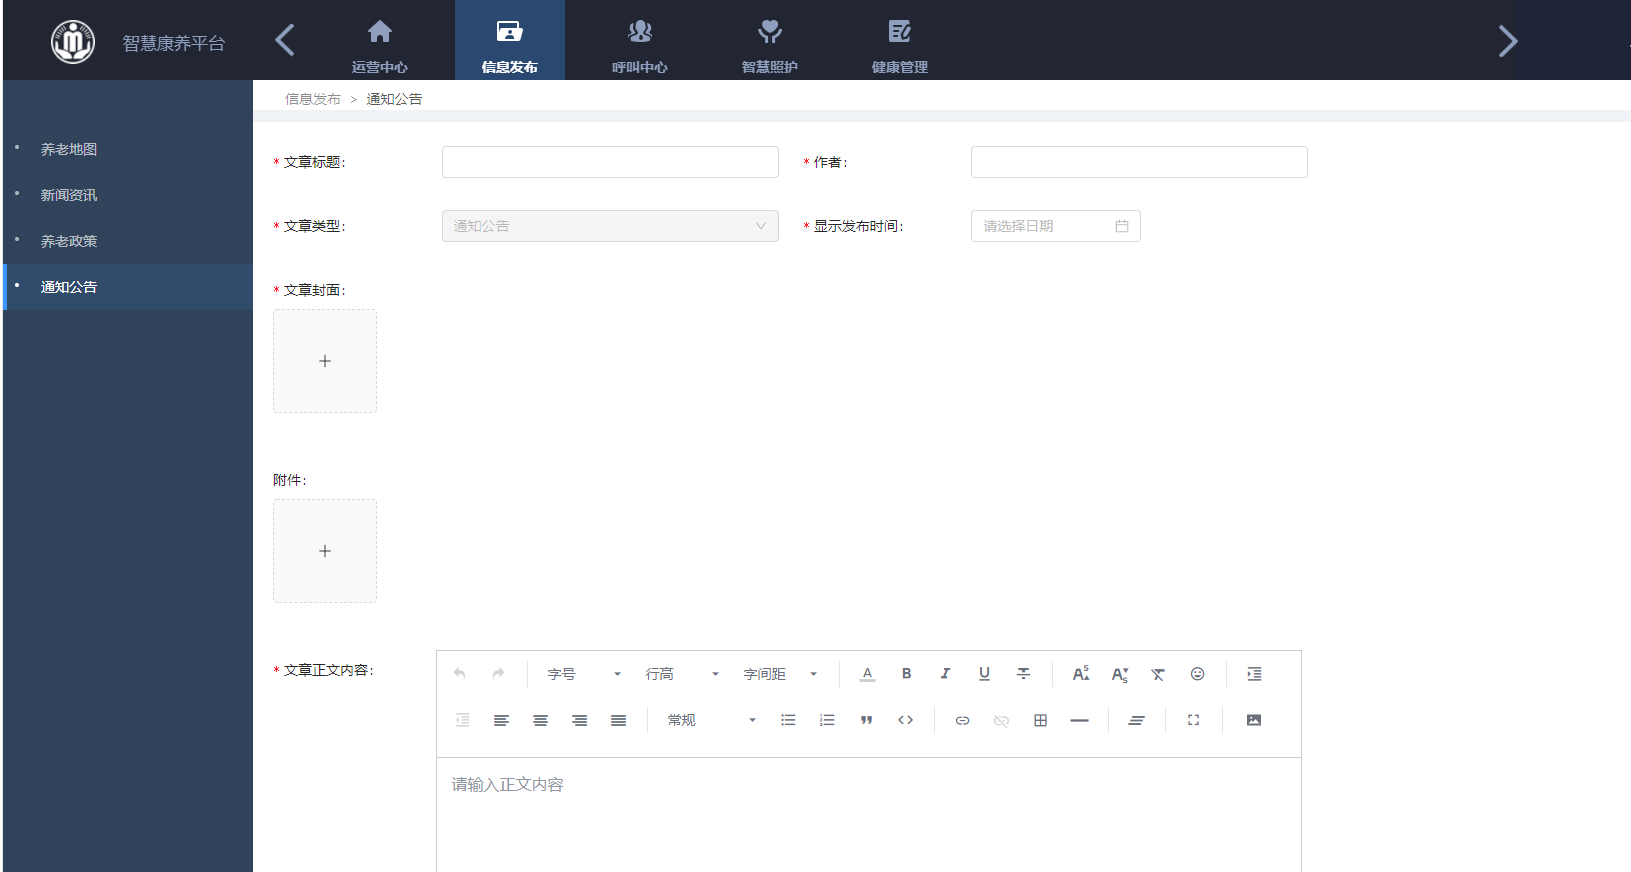 智慧康养平台
运营中心
信息发布
呼叫中心
智慧照护
健康管理
信息发布 > 通知公告
养老地图
新闻资讯
养老政策
通知公告
* 文章标题:
* 作者:
* 文章类型:
通知公告
* 显示发布时间:
请选择日期
* 文章封面:
+
附件:
+
* 文章正文内容:
字号
行高
字间距
常规
请输入正文内容